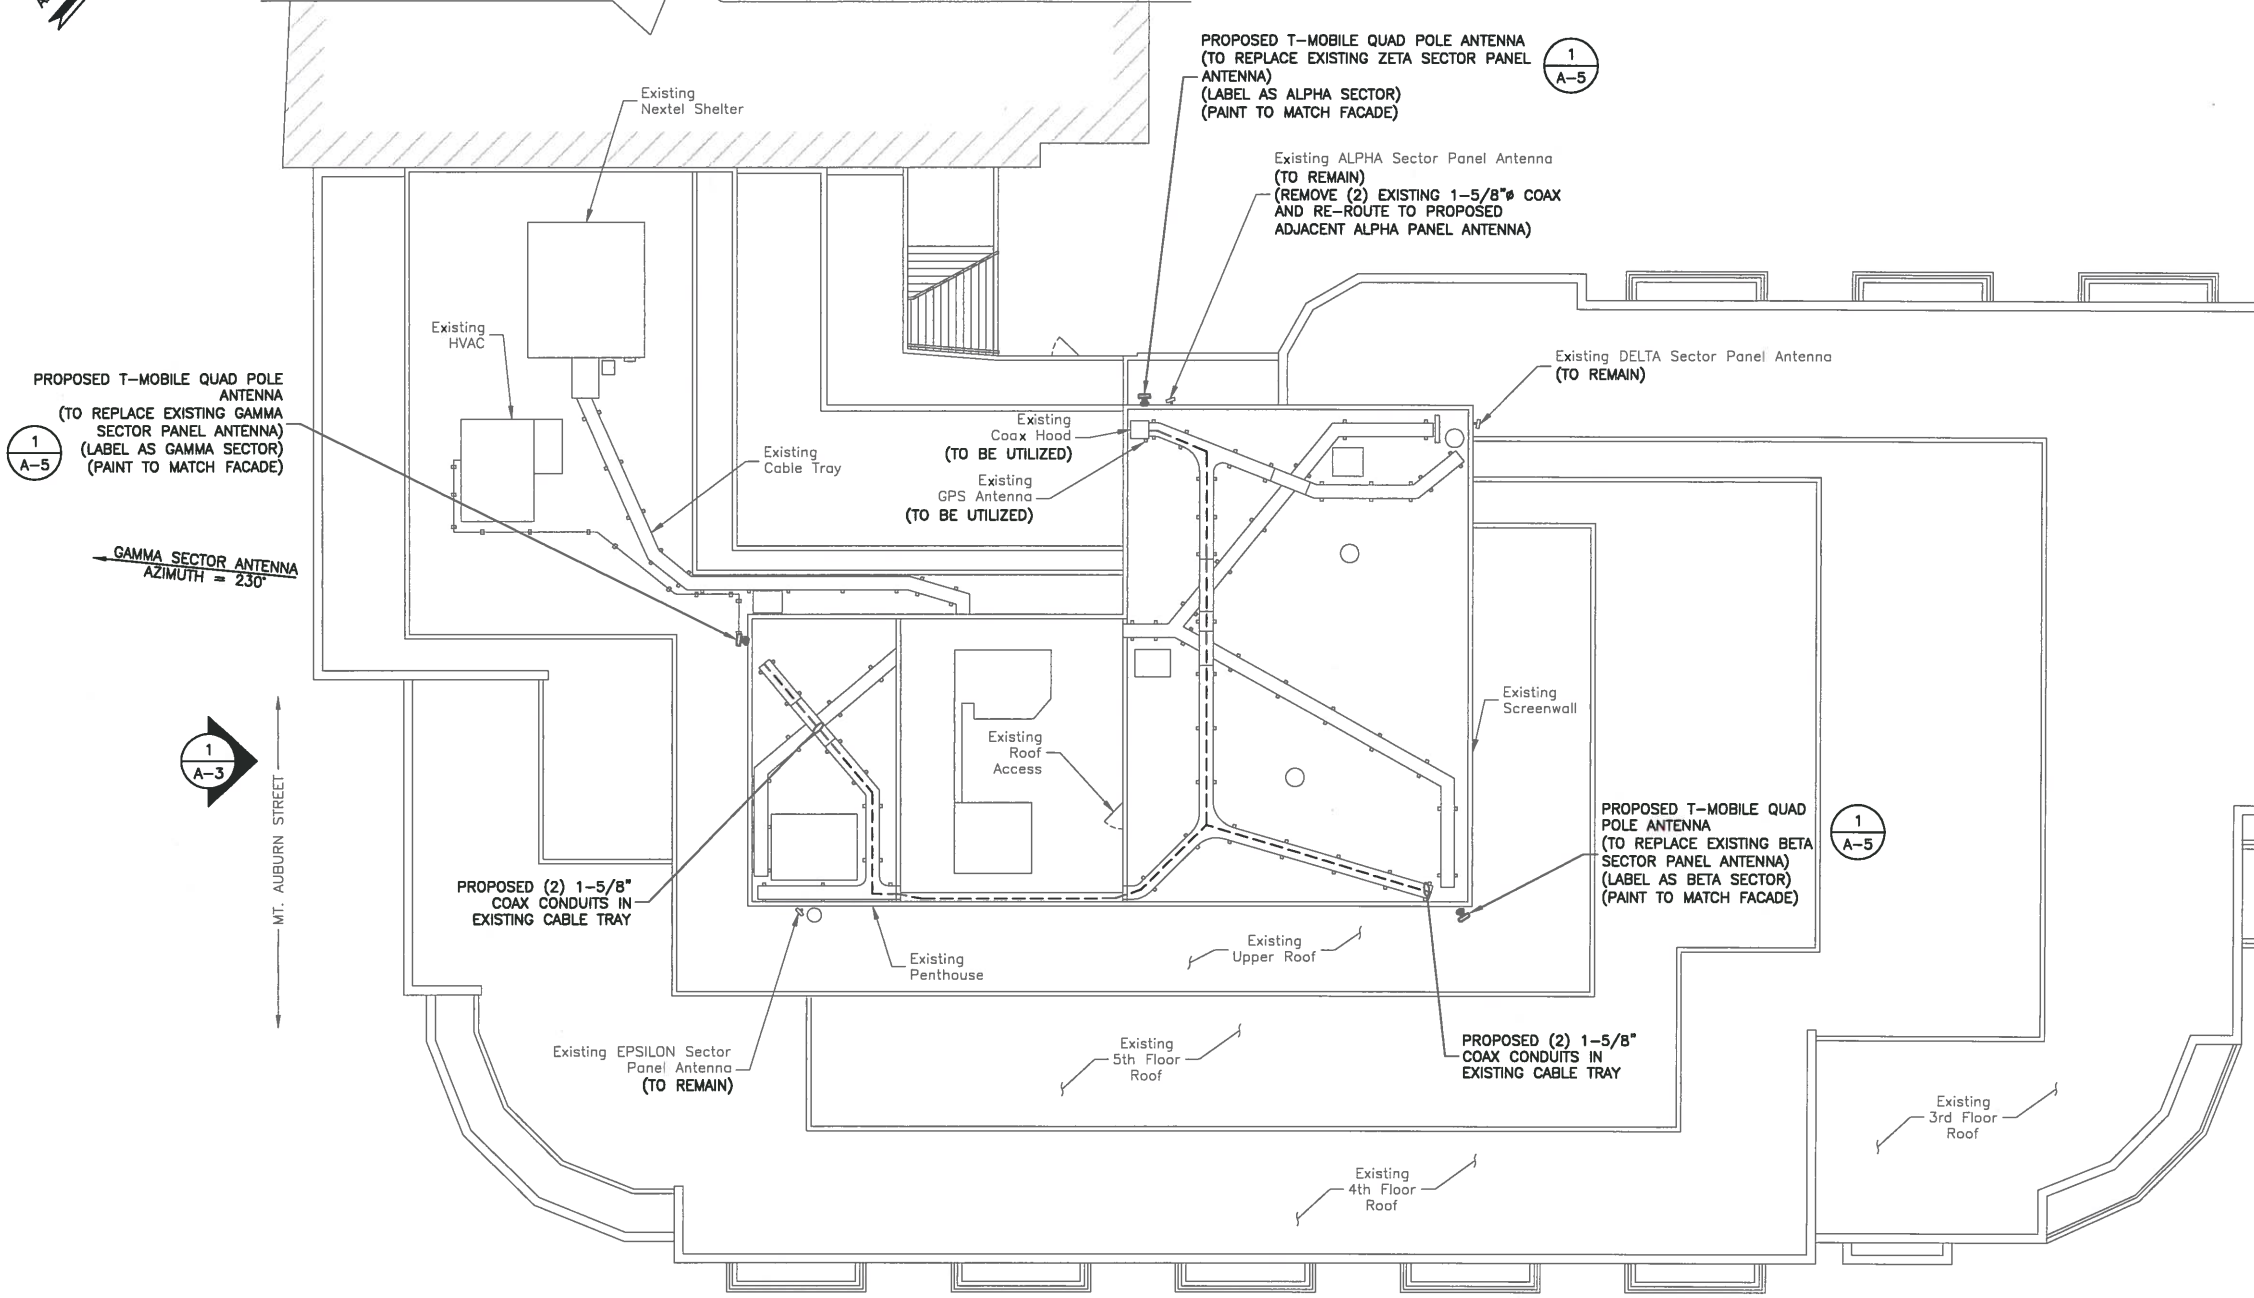 PROPOSED T-MOBILE QUAD POLE ANTENNA
(TO REPLACE EXISTING ZETA SECTOR PANEL
ANTENNA)
(LABEL AS ALPHA SECTOR)
(PAINT TO MATCH FACADE)
1
A-5
Existing
Nextel Shelter
Existing ALPHA Sector Panel Antenna
(TO REMAIN)
(REMOVE (2) EXISTING 1-5/8"ø COAX
AND RE-ROUTE TO PROPOSED
ADJACENT ALPHA PANEL ANTENNA)
Existing
HVAC
Existing DELTA Sector Panel Antenna
(TO REMAIN)
PROPOSED T-MOBILE QUAD POLE
ANTENNA
(TO REPLACE EXISTING GAMMA
SECTOR PANEL ANTENNA)
(LABEL AS GAMMA SECTOR)
(PAINT TO MATCH FACADE)
1
A-5
Existing
Coax Hood
(TO BE UTILIZED)
Existing
Cable Tray
Existing
GPS Antenna
(TO BE UTILIZED)
GAMMA SECTOR ANTENNA
AZIMUTH = 230°
Existing
Screenwall
1
A-3
MT. AUBURN STREET
Existing
Roof
Access
PROPOSED T-MOBILE QUAD
POLE ANTENNA
(TO REPLACE EXISTING BETA
SECTOR PANEL ANTENNA)
(LABEL AS BETA SECTOR)
(PAINT TO MATCH FACADE)
1
A-5
PROPOSED (2) 1-5/8"
COAX CONDUITS IN
EXISTING CABLE TRAY
Existing
Upper Roof
Existing
Penthouse
Existing EPSILON Sector
Panel Antenna
(TO REMAIN)
Existing
5th Floor
Roof
PROPOSED (2) 1-5/8"
COAX CONDUITS IN
EXISTING CABLE TRAY
Existing
3rd Floor
Roof
Existing
4th Floor
Roof